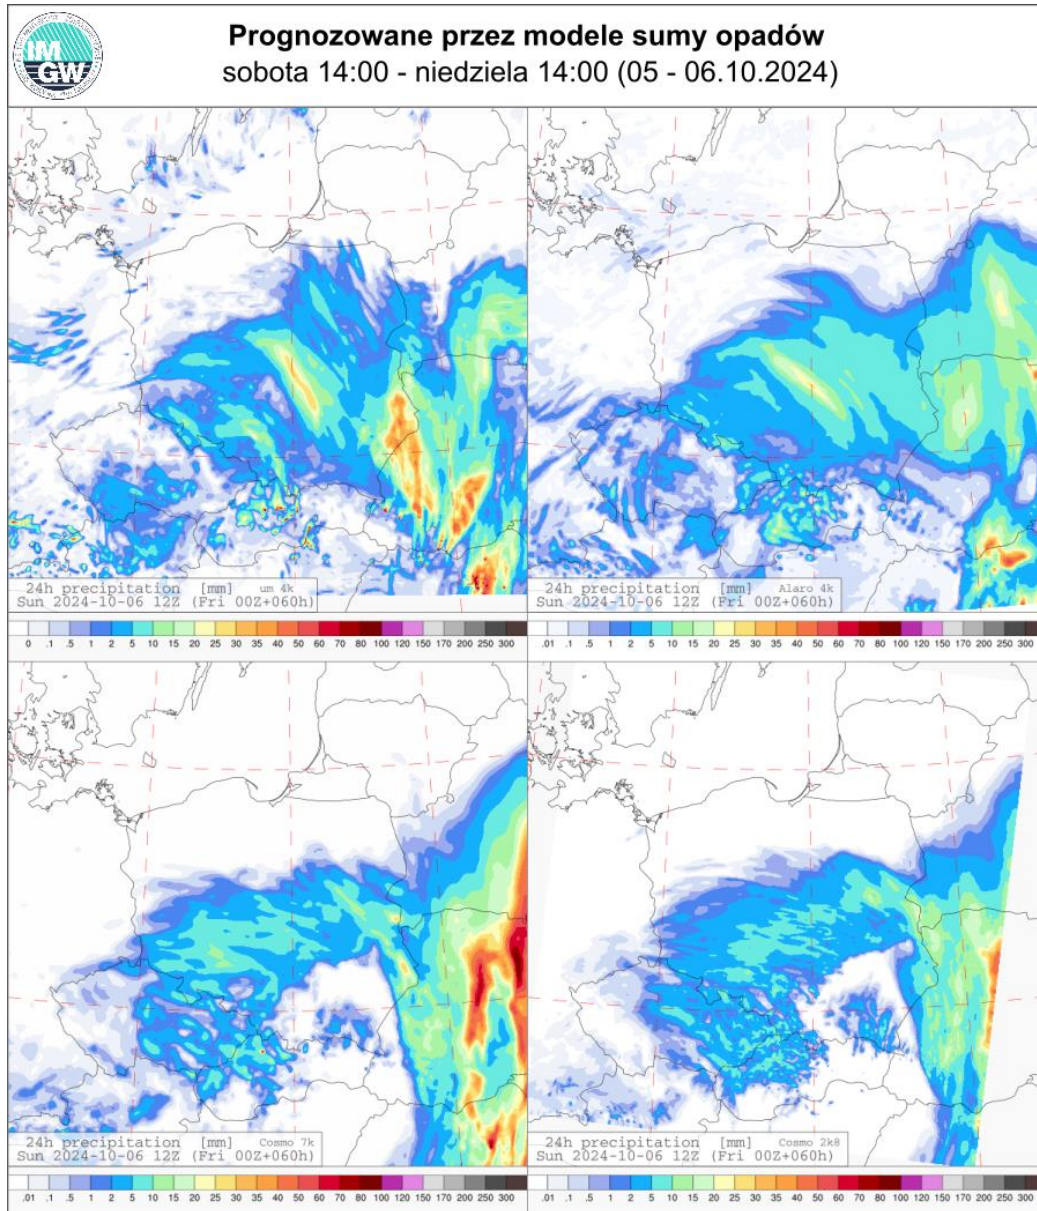 IM
GW
Prognozowane przez modele sumy opadów
sobota 14:00 - niedziela 14:00 (05 - 06.10.2024)
24h precipitation [mm] um 4k
Sun 2024-10-06 12Z (Fri 00Z+060h)
24h precipitation [mm] Alaro 4k
Sun 2024-10-06 12Z (Fri 00Z+060h)
0 .1 .5 1 2 5 10 15 20 25 30 35 40 50 60 70 80 100 120 150 170 200 250 300
.01 .1 .5 1 2 5 10 15 20 25 30 35 40 50 60 70 80 100 120 150 170 200 250 300
24h precipitation [mm] Cosmo 7k
Sun 2024-10-06 12Z (Fri 00Z+060h)
24h precipitation [mm] Cosmo 2k8
Sun 2024-10-06 12Z (Fri 00Z+060h)
.01 .1 .5 1 2 5 10 15 20 25 30 35 40 50 60 70 80 100 120 150 170 200 250 300
.01 .1 .5 1 2 5 10 15 20 25 30 35 40 50 60 70 80 100 120 150 170 200 250 300